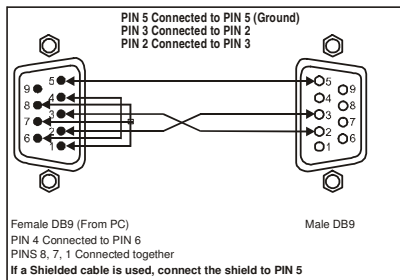 PIN 5 Connected to PIN 5 (Ground)
PIN 3 Connected to PIN 2
PIN 2 Connected to PIN 3
5
9
4
8
3
7
2
6
1
5
9
4
8
3
7
2
6
1
Female DB9 (From PC)
Male DB9
PIN 4 Connected to PIN 6
PINS 8, 7, 1 Connected together
If a Shielded cable is used, connect the shield to PIN 5